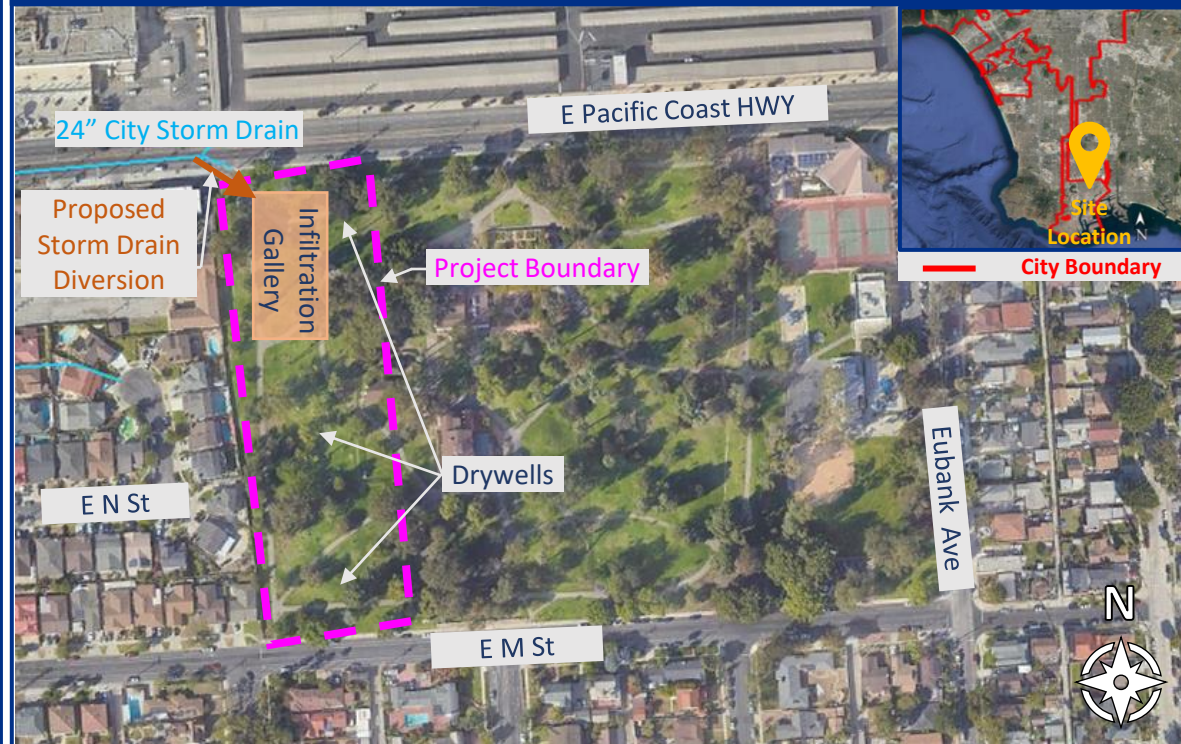 E Pacific Coast HWY
24” City Storm Drain
Proposed
Storm Drain
Diversion
Infiltration
Gallery
Project Boundary
Drywells
E N St
E M St
Eubank Ave
N
Site
Location
N
City Boundary